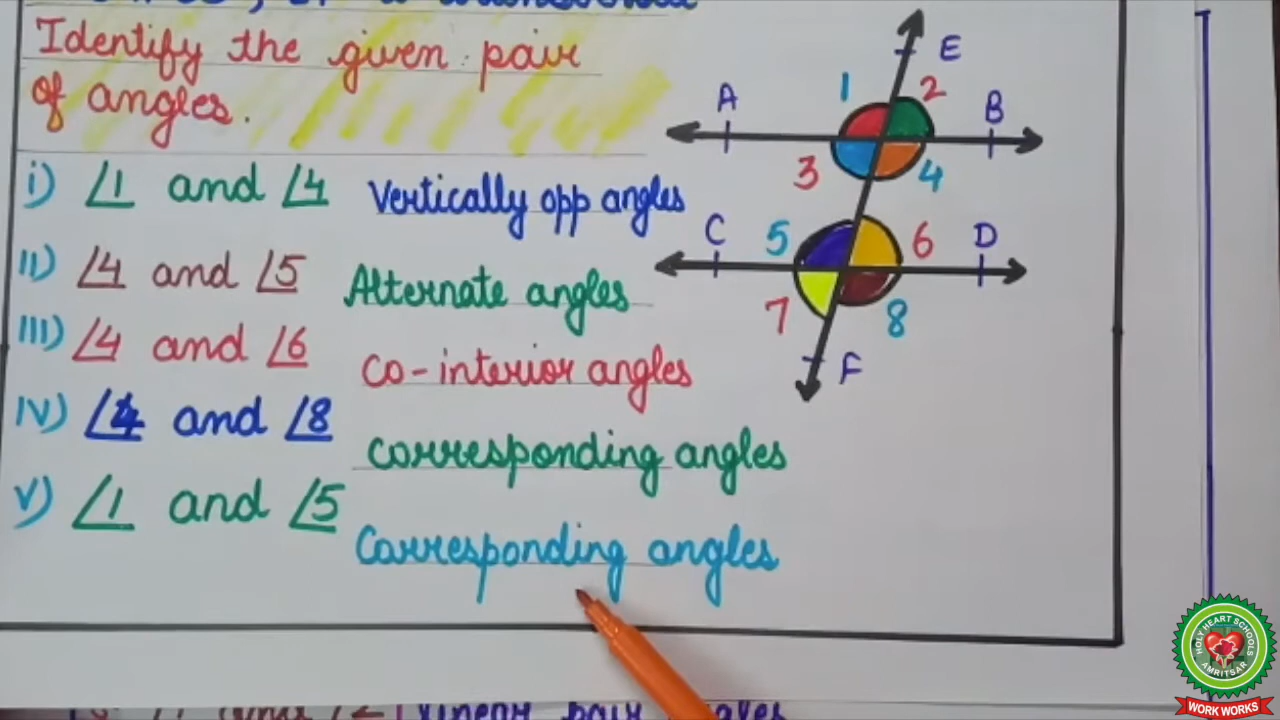 Identify the given pair
of angles.
i) ∠1 and ∠4 Vertically opp angles
II) ∠4 and ∠5 Alternate angles
III) ∠4 and ∠6 Co-interior angles
IV) ∠4 and ∠8 corresponding angles
V) ∠1 and ∠5 Corresponding angles
E
1 2
A B
3 4
C 5 6 D
7 8
F
HOLY HEART SCHOOLS
AMRITSAR
WORK WORKS